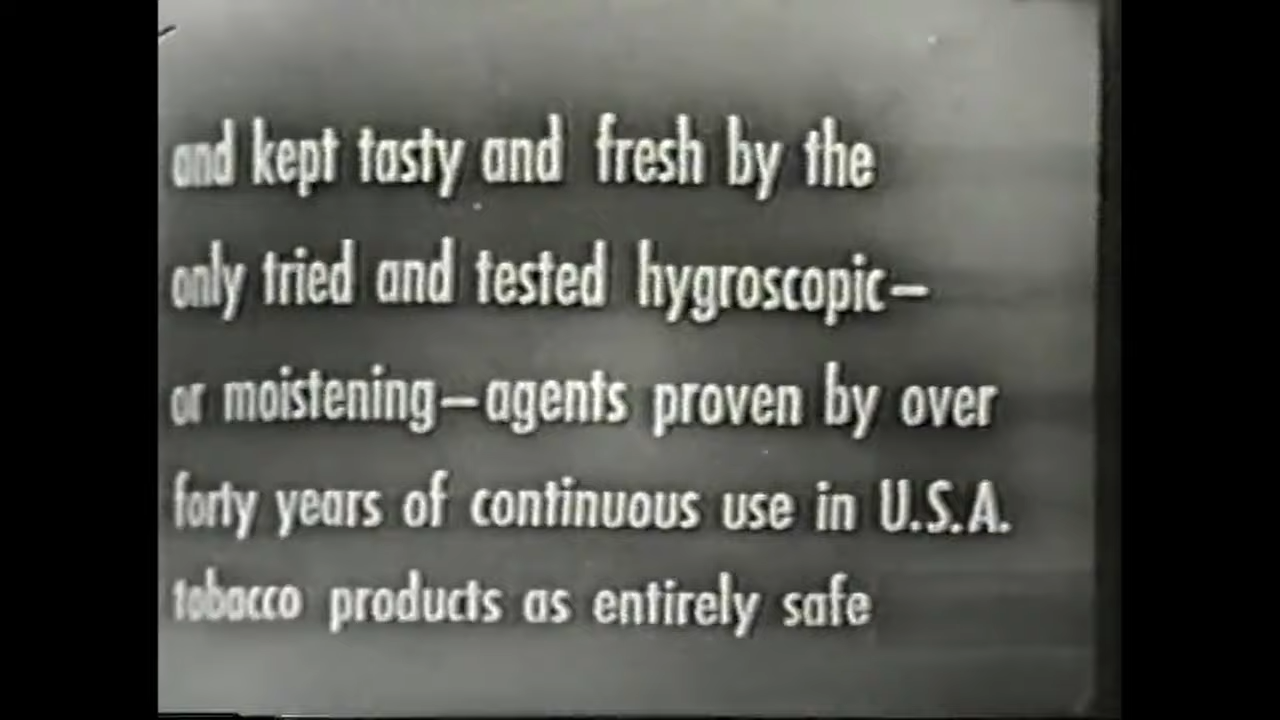 and kept tasty and fresh by the
only tried and tested hygroscopic—
or moistening—agents proven by over
forty years of continuous use in U.S.A.
tobacco products as entirely safe